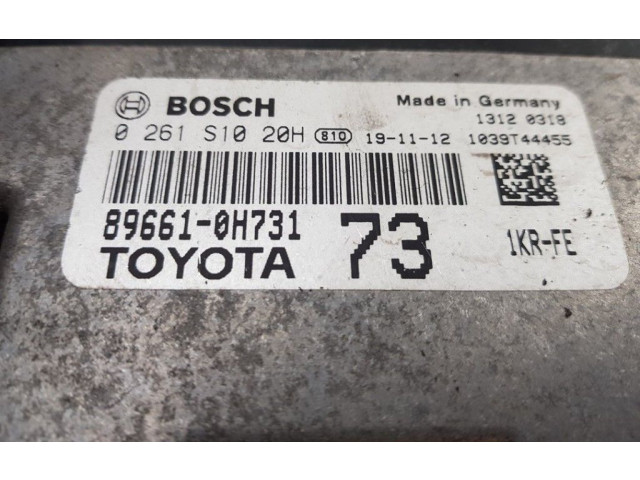 BOSCH Made in Germany
1312 0318
0 261 S10 20H 810 19-11-12 1039T44455
89661-0H731 73 1KR-FE
TOYOTA